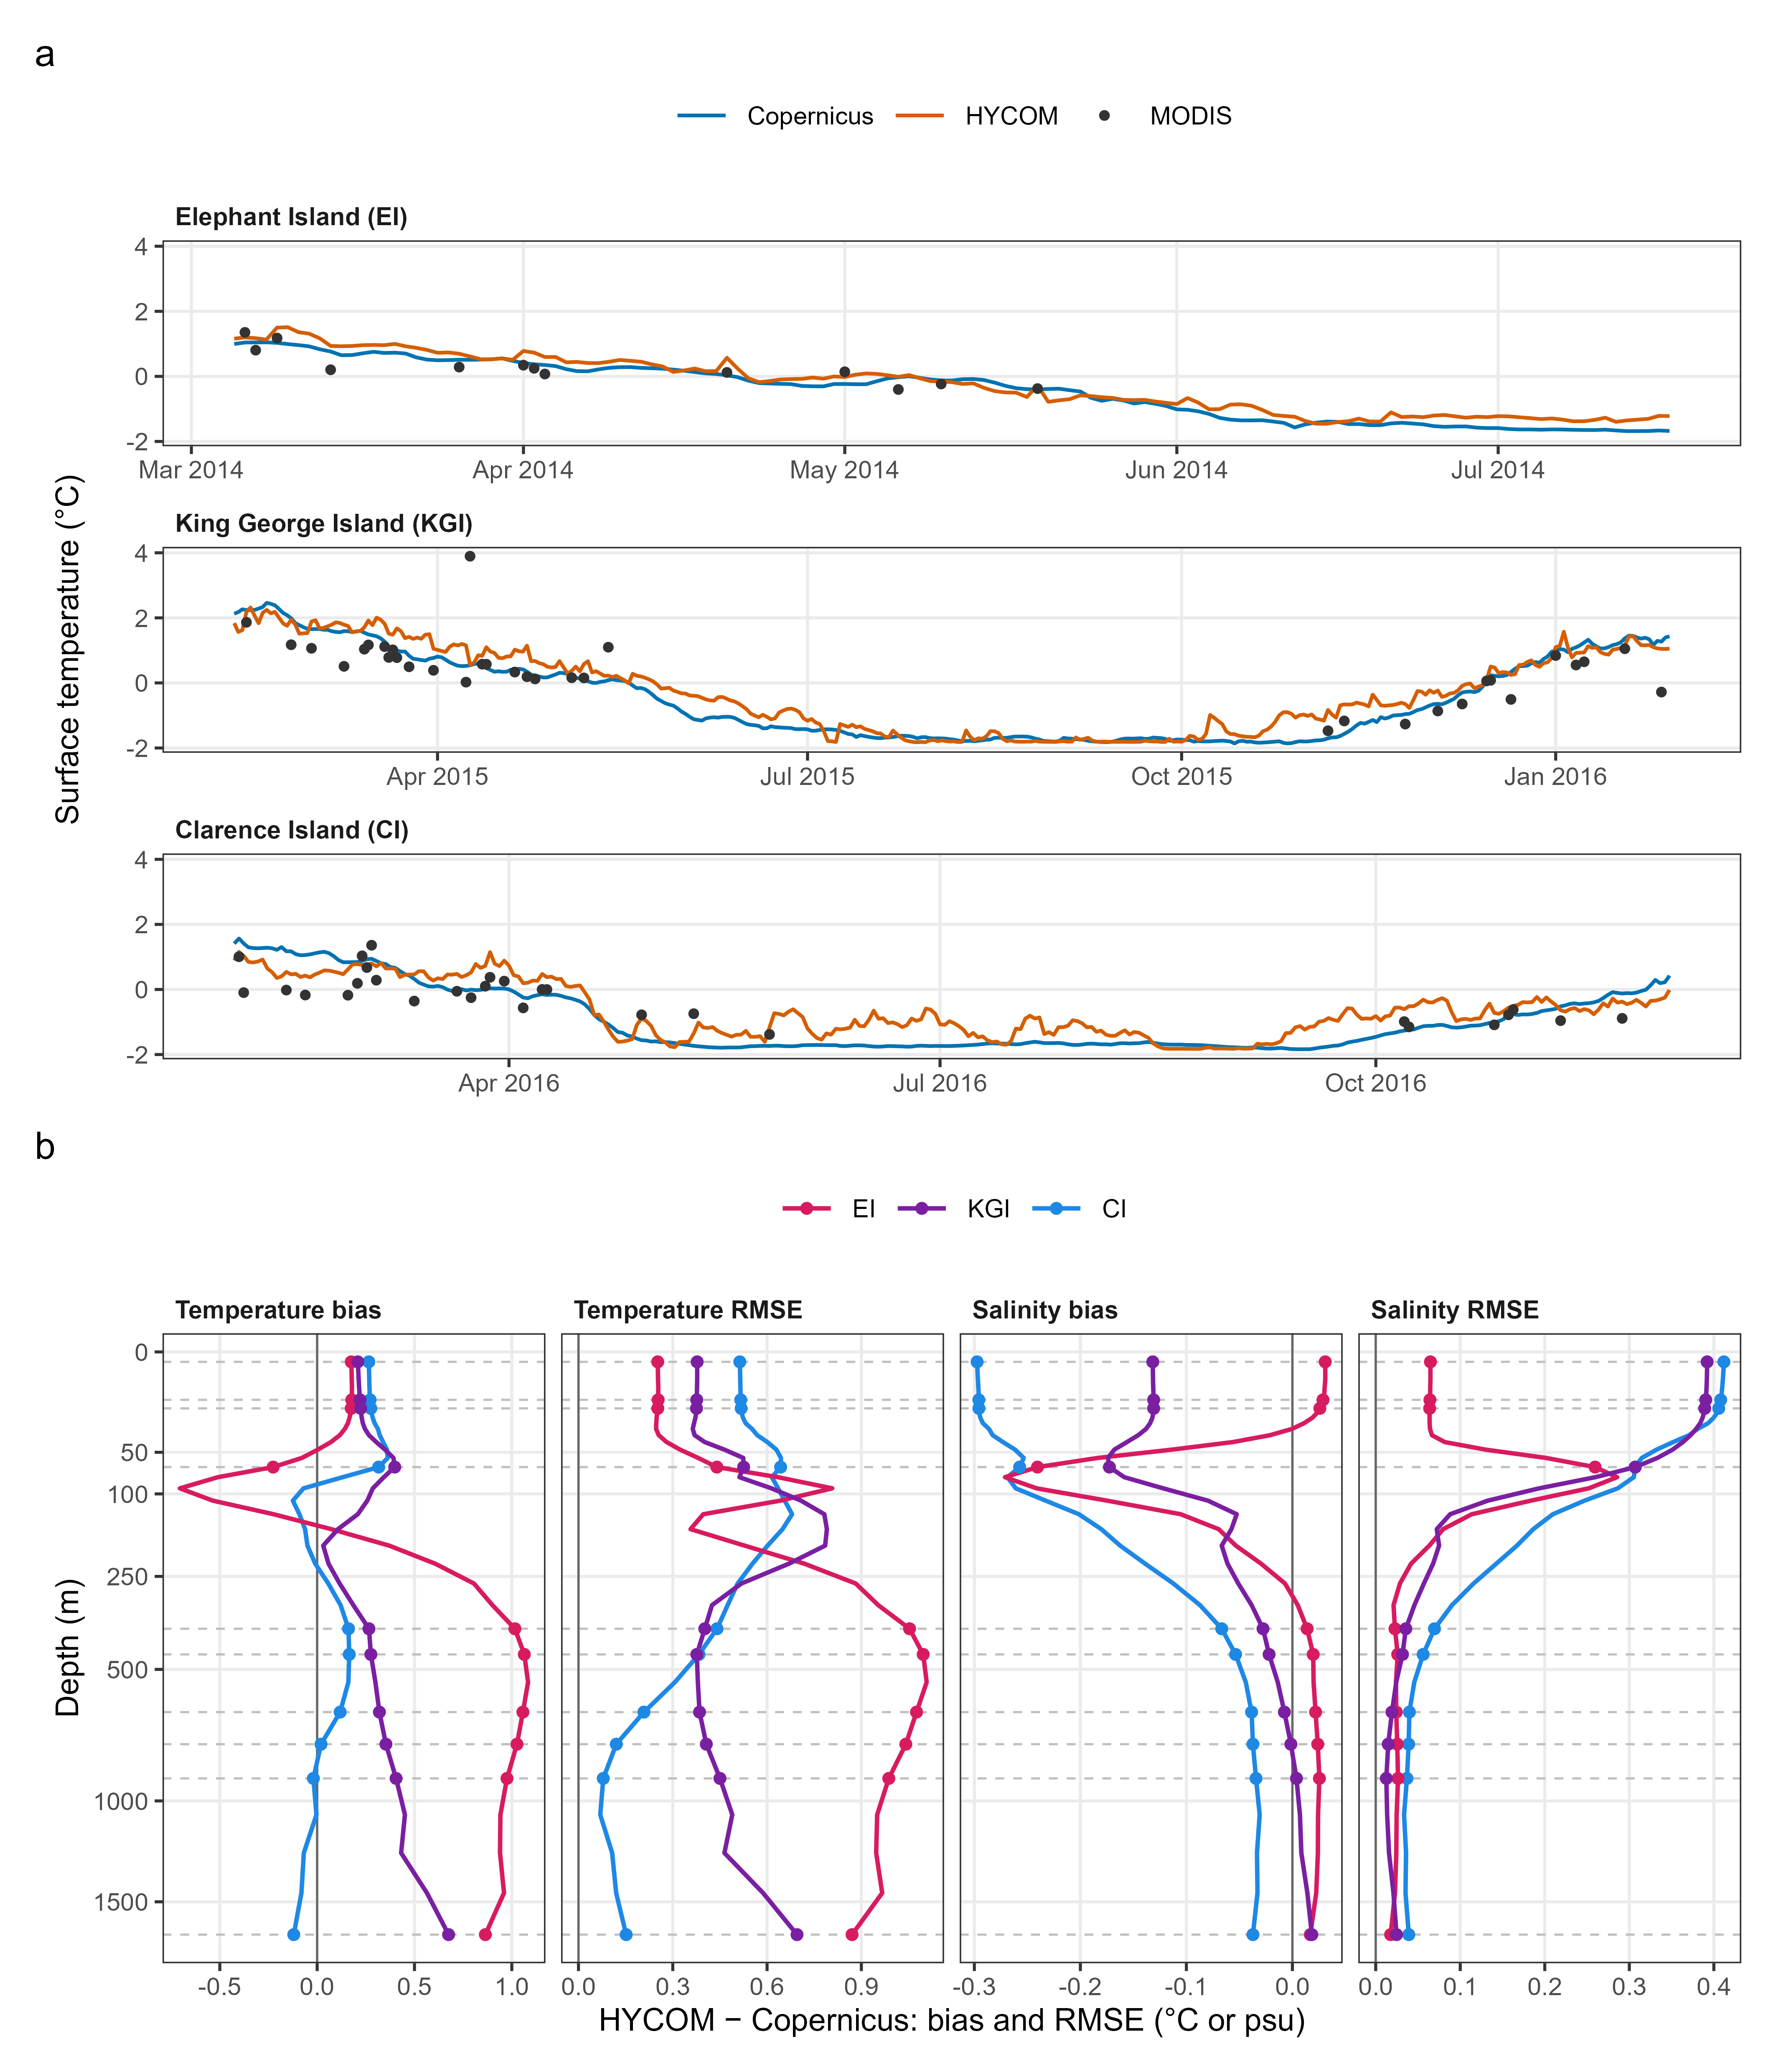 a
Copernicus HYCOM MODIS
Elephant Island (EI)
4
2
0
-2
Mar 2014 Apr 2014 May 2014 Jun 2014 Jul 2014
King George Island (KGI)
4
2
0
-2
Apr 2015 Jul 2015 Oct 2015 Jan 2016
Clarence Island (CI)
4
2
0
-2
Apr 2016 Jul 2016 Oct 2016
Surface temperature (°C)
b
EI KGI CI
Temperature bias Temperature RMSE Salinity bias Salinity RMSE
0
50
100
250
500
1000
1500
Depth (m)
-0.5 0.0 0.5 1.0 0.0 0.3 0.6 0.9 -0.3 -0.2 -0.1 0.0 0.0 0.1 0.2 0.3 0.4
HYCOM − Copernicus: bias and RMSE (°C or psu)